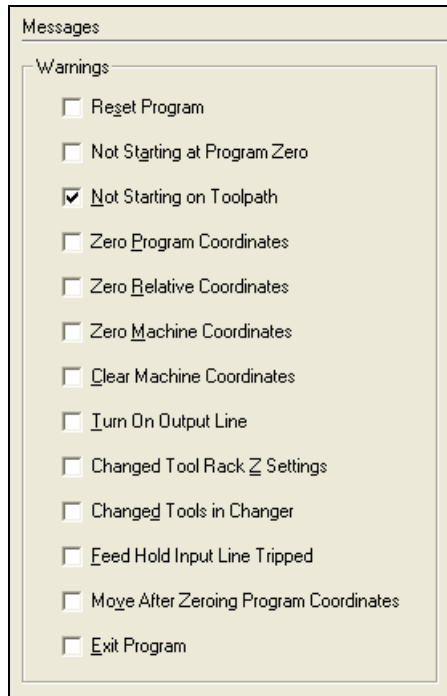 Messages
Warnings
Reset Program
Not Starting at Program Zero
Not Starting on Toolpath
Zero Program Coordinates
Zero Relative Coordinates
Zero Machine Coordinates
Clear Machine Coordinates
Turn On Output Line
Changed Tool Rack Z Settings
Changed Tools in Changer
Feed Hold Input Line Tripped
Move After Zeroing Program Coordinates
Exit Program